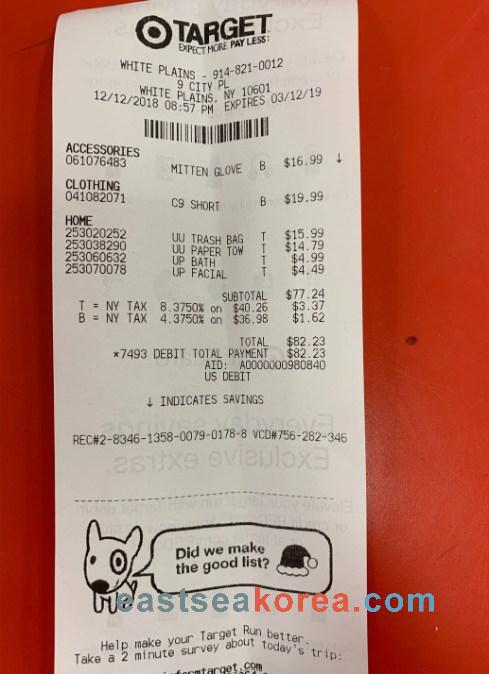 TARGET
EXPECT MORE. PAY LESS.
WHITE PLAINS - 914-821-0012
9 CITY PL
WHITE PLAINS, NY 10601
12/12/2018 08:57 PM EXPIRES 03/12/19
ACCESSORIES
061076483 MITTEN GLOVE B $16.99 ↓
CLOTHING
041082071 C9 SHORT B $19.99
HOME
253020252 UU TRASH BAG T $15.99
253038290 UU PAPER TOW T $14.79
253060632 UP BATH T $4.99
253070078 UP FACIAL T $4.49
SUBTOTAL $77.24
T = NY TAX 8.3750% on $40.26 $3.37
B = NY TAX 4.3750% on $36.98 $1.62
TOTAL $82.23
*7493 DEBIT TOTAL PAYMENT $82.23
AID: A0000000980840
US DEBIT
↓ INDICATES SAVINGS
REC#2-8346-1358-0079-0178-8 VCD#756-282-346
Did we make
the good list?
eastseakorea.com
Help make your Target Run better.
Take a 2 minute survey about today's trip: